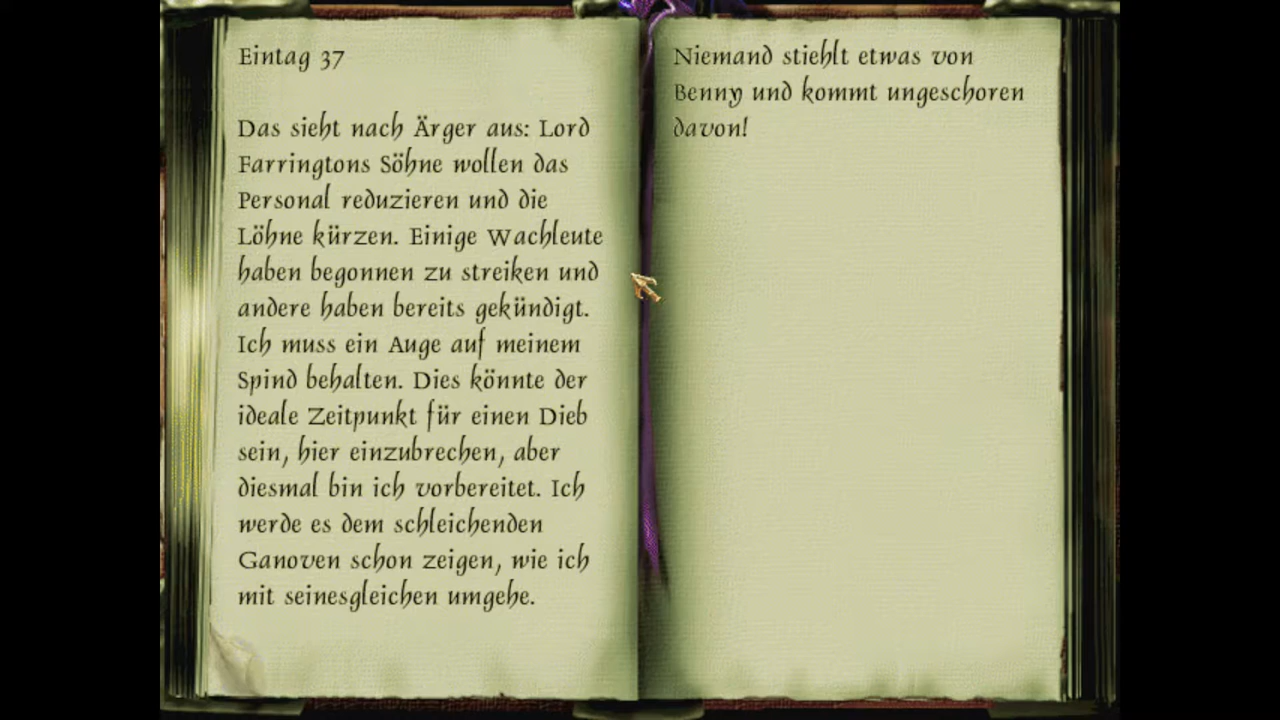 Eintag 37
Das sieht nach Ärger aus: Lord
Farringtons Söhne wollen das
Personal reduzieren und die
Löhne kürzen. Einige Wachleute
haben begonnen zu streiken und
andere haben bereits gekündigt.
Ich muss ein Auge auf meinem
Spind behalten. Dies könnte der
ideale Zeitpunkt für einen Dieb
sein, hier einzubrechen, aber
diesmal bin ich vorbereitet. Ich
werde es dem schleichenden
Ganoven schon zeigen, wie ich
mit seinesgleichen umgehe.
Niemand stiehlt etwas von
Benny und kommt ungeschoren
davon!